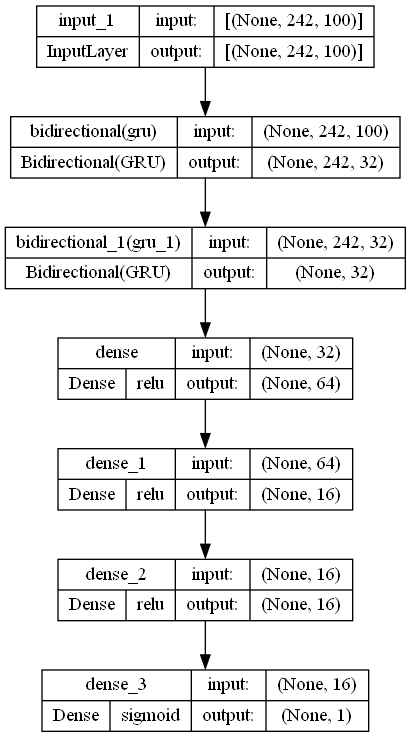 input_1 input: [(None, 242, 100)]
InputLayer output: [(None, 242, 100)]
bidirectional(gru) input: (None, 242, 100)
Bidirectional(GRU) output: (None, 242, 32)
bidirectional_1(gru_1) input: (None, 242, 32)
Bidirectional(GRU) output: (None, 32)
dense input: (None, 32)
Dense relu output: (None, 64)
dense_1 input: (None, 64)
Dense relu output: (None, 16)
dense_2 input: (None, 16)
Dense relu output: (None, 16)
dense_3 input: (None, 16)
Dense sigmoid output: (None, 1)